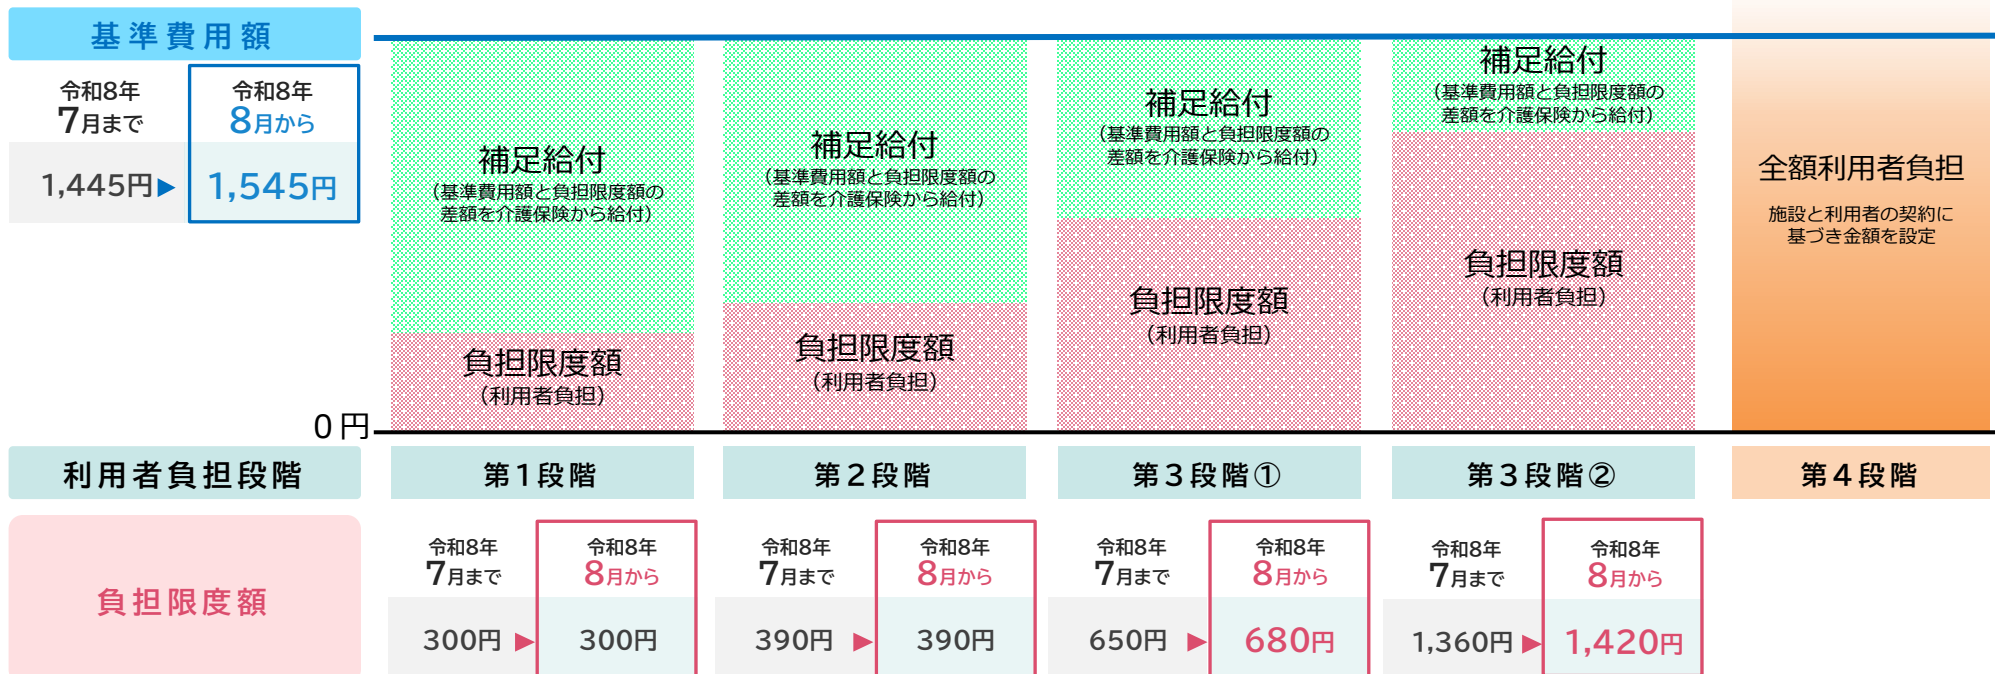 基準費用額
令和8年
7月まで
令和8年
8月から
1,445円▶
1,545円
補足給付
（基準費用額と負担限度額の
差額を介護保険から給付）
負担限度額
（利用者負担）
補足給付
（基準費用額と負担限度額の
差額を介護保険から給付）
負担限度額
（利用者負担）
補足給付
（基準費用額と負担限度額の
差額を介護保険から給付）
負担限度額
（利用者負担）
補足給付
（基準費用額と負担限度額の
差額を介護保険から給付）
負担限度額
（利用者負担）
全額利用者負担
施設と利用者の契約に
基づき金額を設定
0円
利用者負担段階
第1段階
第2段階
第3段階①
第3段階②
第4段階
負担限度額
令和8年
7月まで
令和8年
8月から
300円▶
300円
令和8年
7月まで
令和8年
8月から
390円▶
390円
令和8年
7月まで
令和8年
8月から
650円▶
680円
令和8年
7月まで
令和8年
8月から
1,360円▶
1,420円